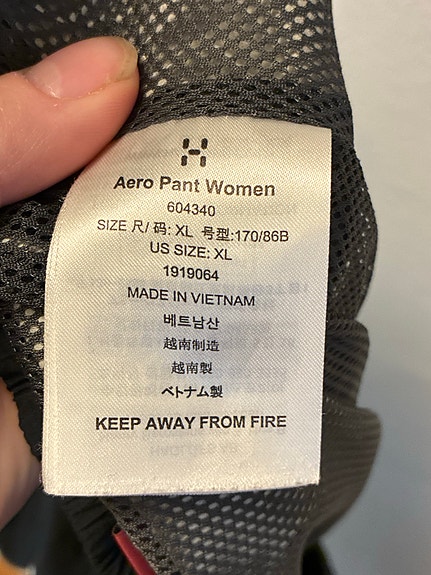 Aero Pant Women
604340
SIZE 尺/ 码: XL 号型:170/86B
US SIZE: XL
1919064
MADE IN VIETNAM
베트남산
越南制造
越南製
ベトナム製
KEEP AWAY FROM FIRE